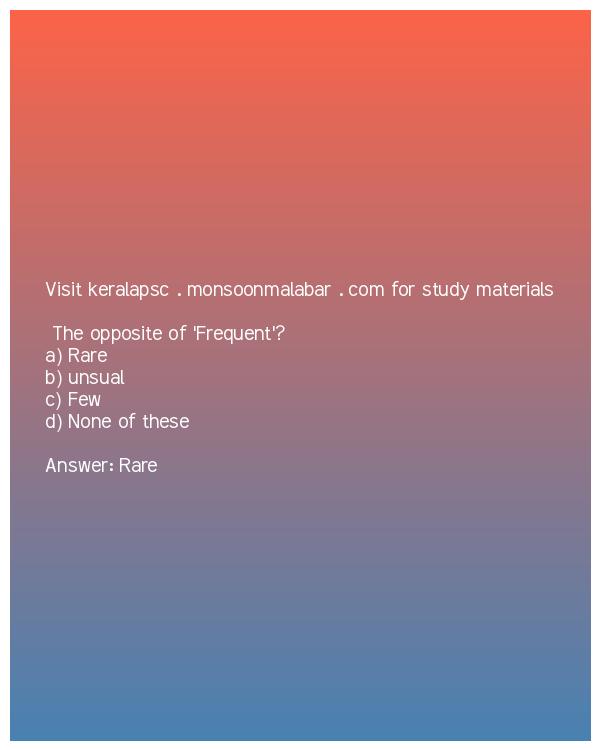 Visit keralapsc . monsoonmalabar . com for study materials
The opposite of 'Frequent'?
a) Rare
b) unsual
c) Few
d) None of these
Answer: Rare